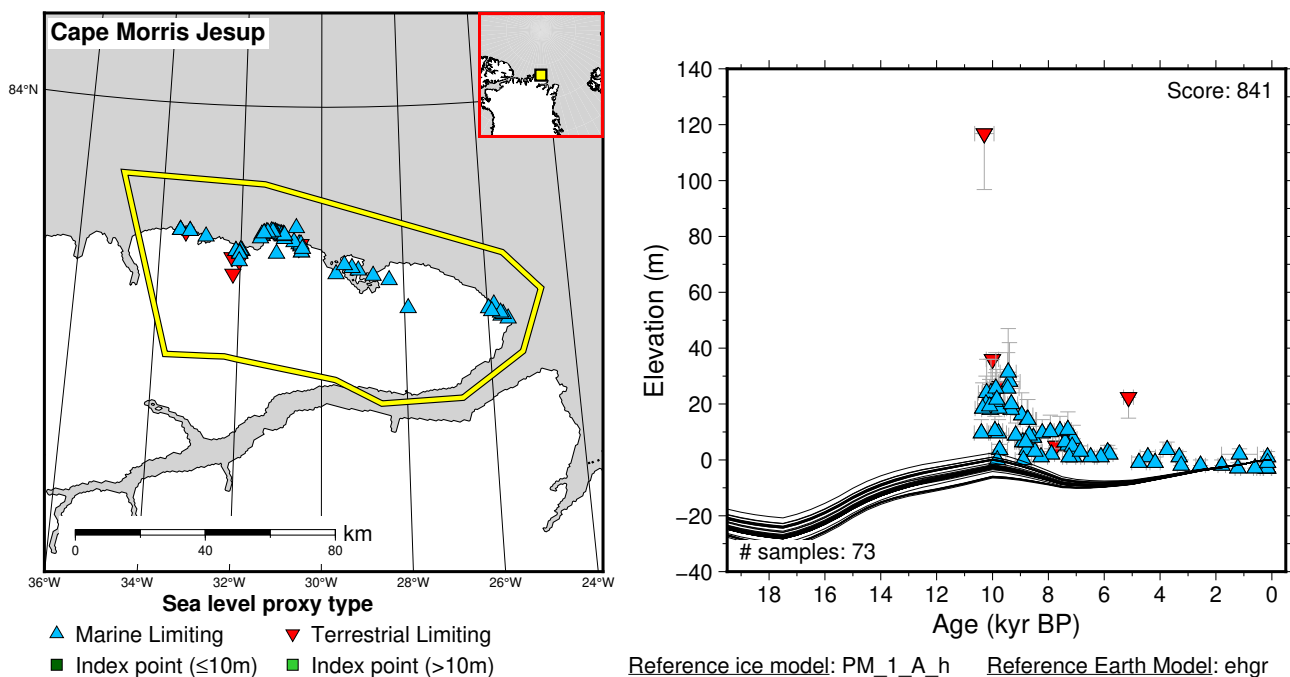 Cape Morris Jesup
84°N
km
0 40 80
36°W 34°W 32°W 30°W 28°W 26°W 24°W
Sea level proxy type
Marine Limiting Terrestrial Limiting
Index point (≤10m) Index point (>10m)
Score: 841
140
120
100
80
60
40
20
0
−20
−40
Elevation (m)
# samples: 73
18 16 14 12 10 8 6 4 2 0
Age (kyr BP)
Reference ice model: PM_1_A_h Reference Earth Model: ehgr